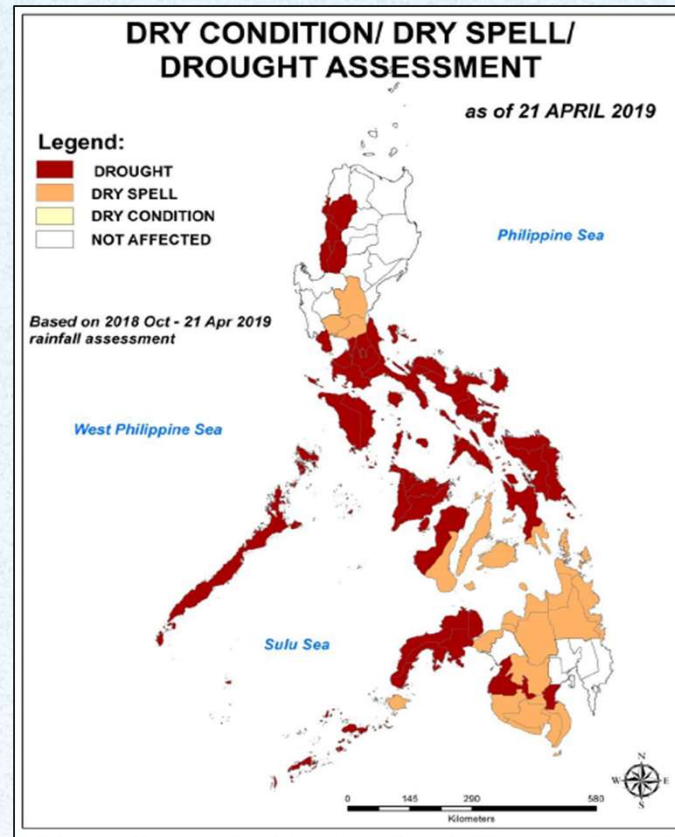 DRY CONDITION/ DRY SPELL/
DROUGHT ASSESSMENT
as of 21 APRIL 2019
Legend:
DROUGHT
DRY SPELL
DRY CONDITION
NOT AFFECTED
Philippine Sea
Based on 2018 Oct - 21 Apr 2019
rainfall assessment
West Philippine Sea
Sulu Sea
N
W E
S
0 145 290 580
Kilometers